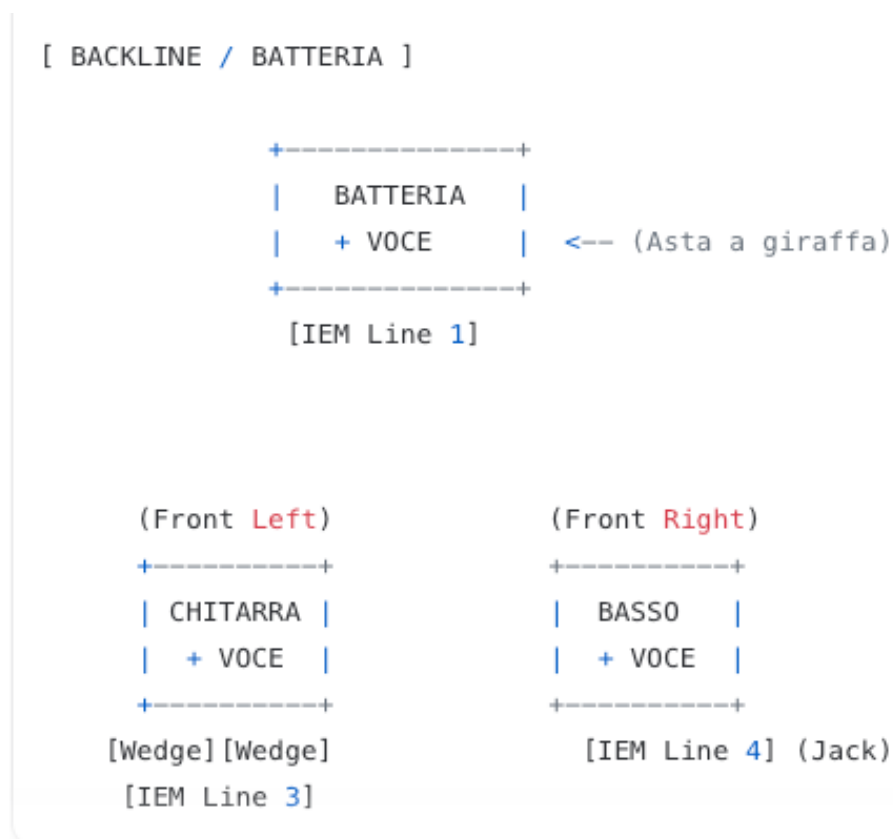 [ BACKLINE / BATTERIA ]
+--------------+
|   BATTERIA   |
|   + VOCE     |  <-- (Asta a giraffa)
+--------------+
[IEM Line 1]
(Front Left)             (Front Right)
+----------+             +----------+
| CHITARRA |             |  BASSO   |
|  + VOCE  |             |  + VOCE  |
+----------+             +----------+
[Wedge][Wedge]               [IEM Line 4] (Jack)
[IEM Line 3]